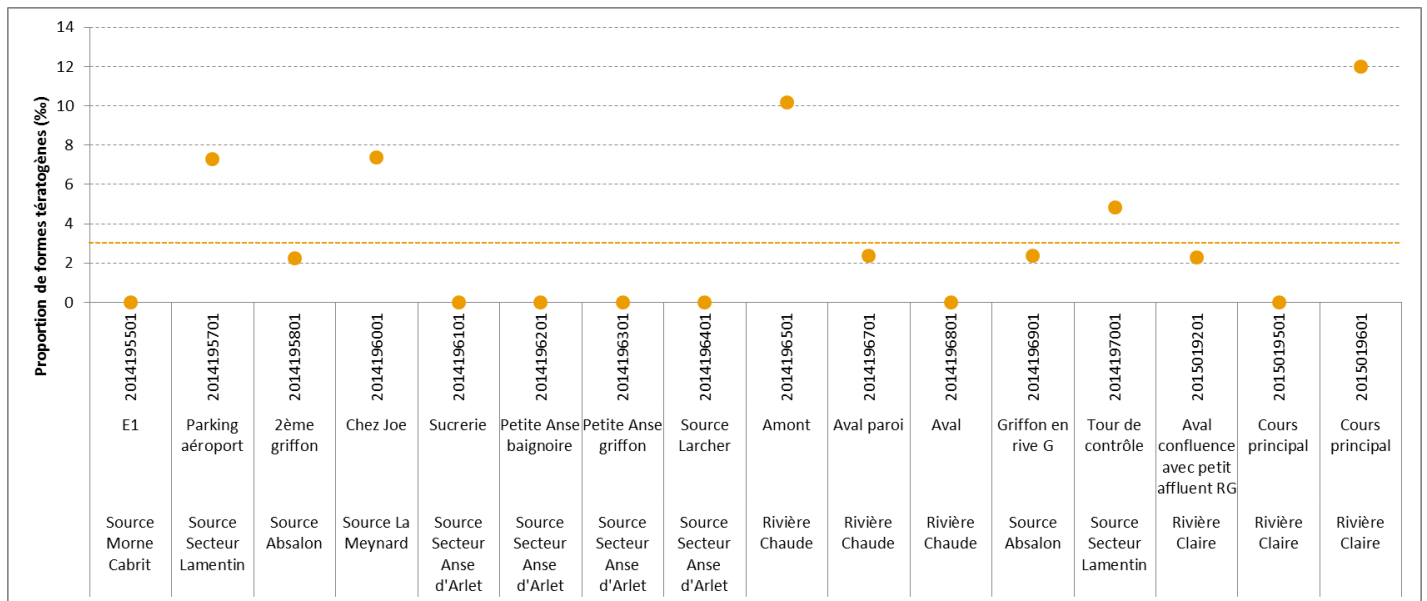 Proportion de formes tératogènes (‰)
14
12
10
8
6
4
2
0
2014195501
2014195701
2014195801
2014196001
2014196101
2014196201
2014196301
2014196401
2014196501
2014196701
2014196801
2014196901
2014197001
2015019201
2015019501
2015019601
E1
Parking
aéroport
2ème
griffon
Chez Joe
Sucrerie
Petite Anse
baignoire
Petite Anse
griffon
Source
Larcher
Amont
Aval paroi
Aval
Griffon en
rive G
Tour de
contrôle
Aval
confluence
avec petit
affluent RG
Cours
principal
Cours
principal
Source
Morne
Cabrit
Source
Secteur
Lamentin
Source
Absalon
Source La
Meynard
Source
Secteur
Anse
d'Arlet
Source
Secteur
Anse
d'Arlet
Source
Secteur
Anse
d'Arlet
Source
Secteur
Anse
d'Arlet
Rivière
Chaude
Rivière
Chaude
Rivière
Chaude
Source
Absalon
Source
Secteur
Lamentin
Rivière
Claire
Rivière
Claire
Rivière
Claire